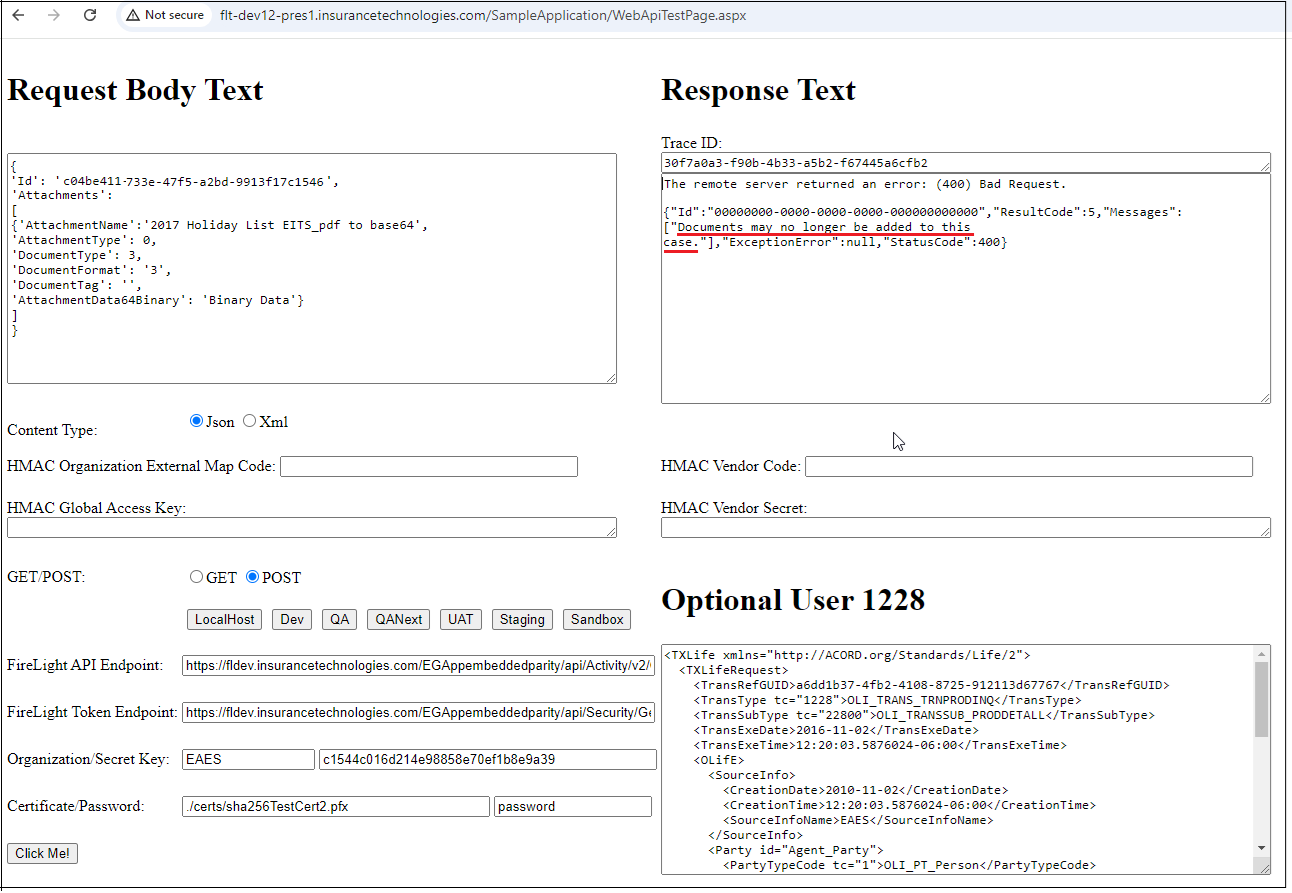 Not secure
flt-dev12-pres1.insurancetechnologies.com/SampleApplication/WebApiTestPage.aspx
Request Body Text
{
'Id': 'c04be411-733e-47f5-a2bd-9913f17c1546',
'Attachments':
[
{'AttachmentName':'2017 Holiday List EITS_pdf to base64',
'AttachmentType': 0,
'DocumentType': 3,
'DocumentFormat': '3',
'DocumentTag': '',
'AttachmentData64Binary': 'Binary Data'}
]
}
Response Text
Trace ID:
30f7a0a3-f90b-4b33-a5b2-f67445a6cfb2
The remote server returned an error: (400) Bad Request.
{"Id":"00000000-0000-0000-0000-000000000000","ResultCode":5,"Messages":
["Documents may no longer be added to this
case."],"ExceptionError":null,"StatusCode":400}
Content Type:
Json
Xml
HMAC Organization External Map Code:
HMAC Vendor Code:
HMAC Global Access Key:
HMAC Vendor Secret:
GET/POST:
GET
POST
LocalHost
Dev
QA
QANext
UAT
Staging
Sandbox
FireLight API Endpoint:
https://fldev.insurancetechnologies.com/EGAppembeddedparity/api/Activity/v2/
FireLight Token Endpoint:
https://fldev.insurancetechnologies.com/EGAppembeddedparity/api/Security/Ge
Organization/Secret Key:
EAES
c1544c016d214e98858e70ef1b8e9a39
Certificate/Password:
./certs/sha256TestCert2.pfx
password
Click Me!
Optional User 1228
<TXLife xmlns="http://ACORD.org/Standards/Life/2">
<TXLifeRequest>
<TransRefGUID>a6dd1b37-4fb2-4108-8725-912113d67767</TransRefGUID>
<TransType tc="1228">OLI_TRANS_TRNPRODINQ</TransType>
<TransSubType tc="22800">OLI_TRANSSUB_PRODDETALL</TransSubType>
<TransExeDate>2016-11-02</TransExeDate>
<TransExeTime>12:20:03.5876024-06:00</TransExeTime>
<OLifE>
<SourceInfo>
<CreationDate>2010-11-02</CreationDate>
<CreationTime>12:20:03.5876024-06:00</CreationTime>
<SourceInfoName>EAES</SourceInfoName>
</SourceInfo>
<Party id="Agent_Party">
<PartyTypeCode tc="1">OLI_PT_Person</PartyTypeCode>